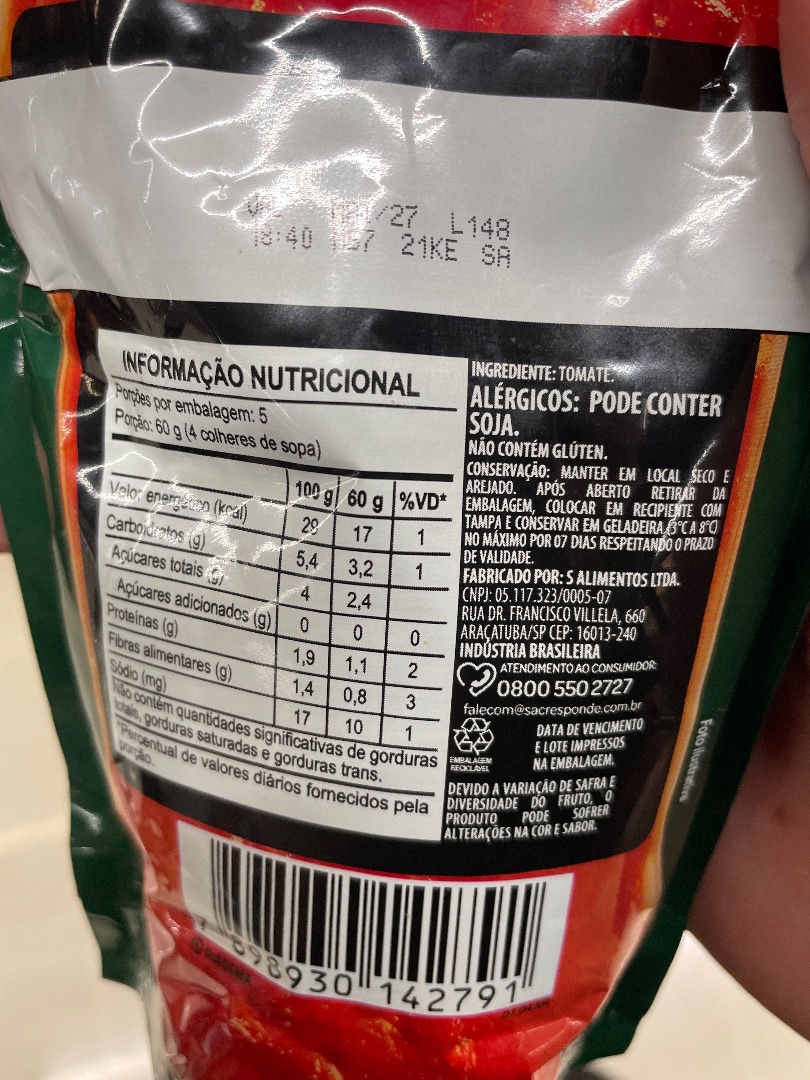 /27 L148
18:40 21KE SA
INFORMAÇÃO NUTRICIONAL
Porções por embalagem: 5
Porção: 60 g (4 colheres de sopa)
100 g 60 g %VD*
Valor energético (kcal) 29 17 1
Carboidratos (g) 5,4 3,2 1
Açúcares totais (g) 4 2,4
Açúcares adicionados (g) 0 0 0
Proteínas (g) 1,9 1,1 2
Fibras alimentares (g) 1,4 0,8 3
Sódio (mg) 17 10 1
Não contém quantidades significativas de gorduras
totais, gorduras saturadas e gorduras trans.
*Percentual de valores diários fornecidos pela
porção.
INGREDIENTE: TOMATE.
ALÉRGICOS: PODE CONTER
SOJA.
NÃO CONTÉM GLÚTEN.
CONSERVAÇÃO: MANTER EM LOCAL SECO E
AREJADO. APÓS ABERTO RETIRAR DA
EMBALAGEM, COLOCAR EM RECIPIENTE COM
TAMPA E CONSERVAR EM GELADEIRA (3°C A 8°C)
NO MÁXIMO POR 07 DIAS RESPEITANDO O PRAZO
DE VALIDADE.
FABRICADO POR: S ALIMENTOS LTDA.
CNPJ: 05.117.323/0005-07
RUA DR. FRANCISCO VILLELA, 660
ARAÇATUBA/SP CEP: 16013-240
INDÚSTRIA BRASILEIRA
ATENDIMENTO AO CONSUMIDOR:
0800 550 2727
falecom@sacresponde.com.br
EMBALAGEM
RECICLÁVEL
DATA DE VENCIMENTO
E LOTE IMPRESSOS
NA EMBALAGEM.
DEVIDO A VARIAÇÃO DE SAFRA E
DIVERSIDADE DO FRUTO, O
PRODUTO PODE SOFRER
ALTERAÇÕES NA COR E SABOR.
Foto ilustrativa
7 898930 142791